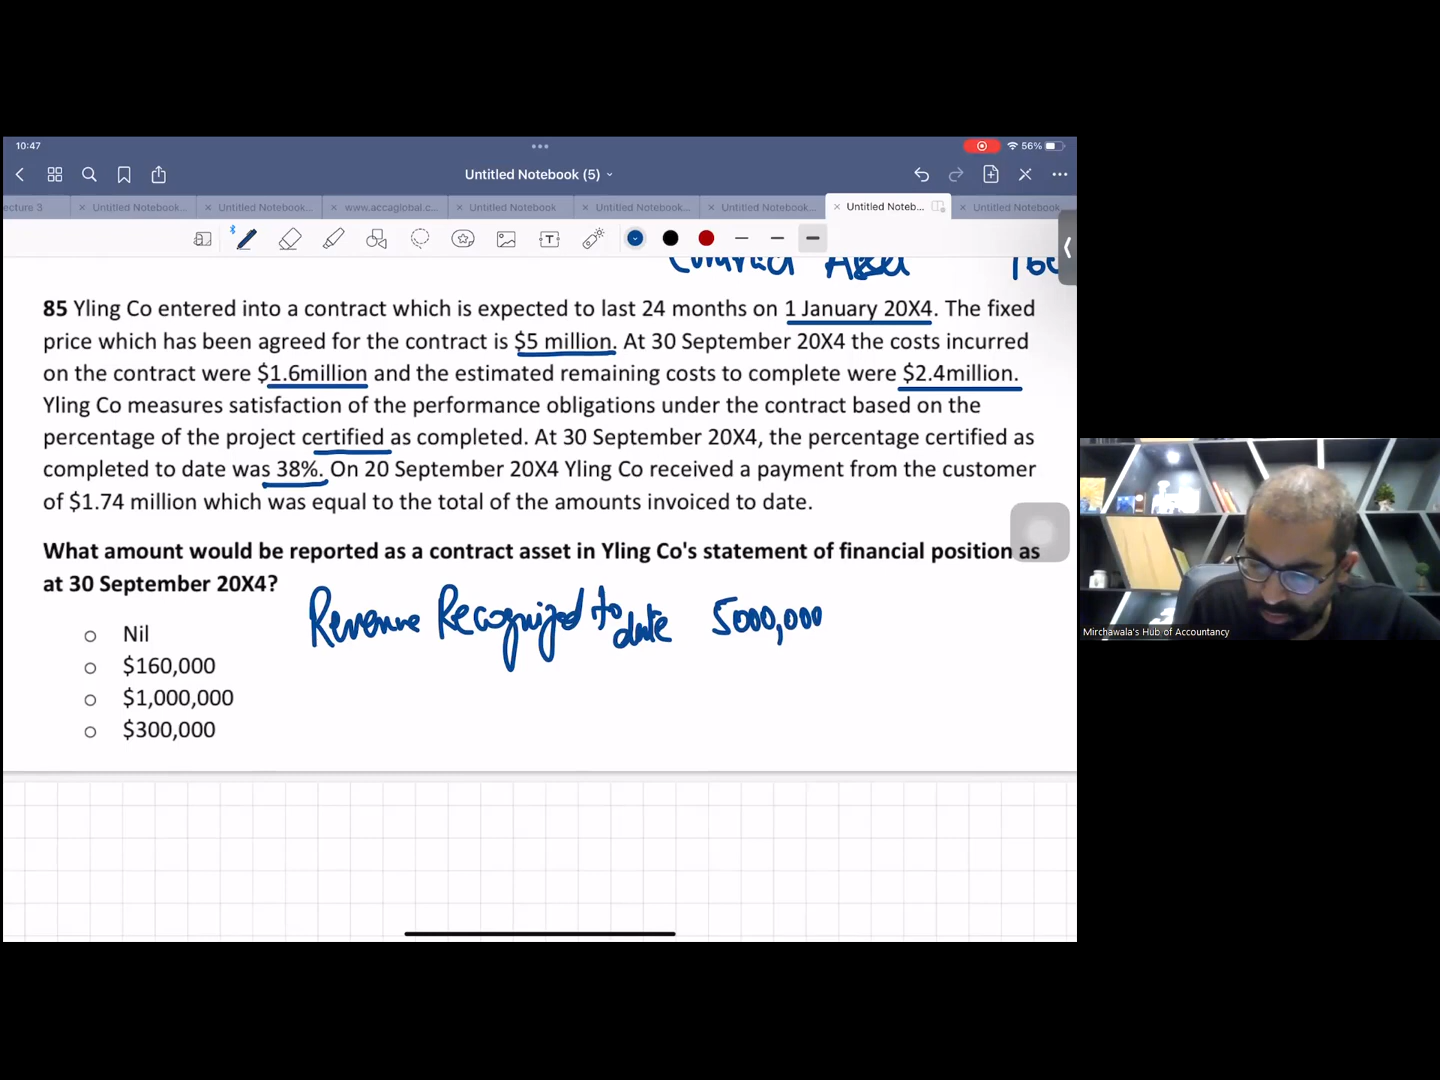 10:47
56%
Untitled Notebook (5)
ecture 3
Untitled Notebook...
Untitled Notebook...
www.accaglobal.c...
Untitled Notebook
Untitled Notebook...
Untitled Notebook...
Untitled Noteb...
Untitled Notebook
Contract Asset 160
85 Yling Co entered into a contract which is expected to last 24 months on 1 January 20X4. The fixed
price which has been agreed for the contract is $5 million. At 30 September 20X4 the costs incurred
on the contract were $1.6million and the estimated remaining costs to complete were $2.4million.
Yling Co measures satisfaction of the performance obligations under the contract based on the
percentage of the project certified as completed. At 30 September 20X4, the percentage certified as
completed to date was 38%. On 20 September 20X4 Yling Co received a payment from the customer
of $1.74 million which was equal to the total of the amounts invoiced to date.
What amount would be reported as a contract asset in Yling Co's statement of financial position as
at 30 September 20X4?
Revenue Recognized to date 5000,000
Nil
$160,000
$1,000,000
$300,000
Mirchawala's Hub of Accountancy